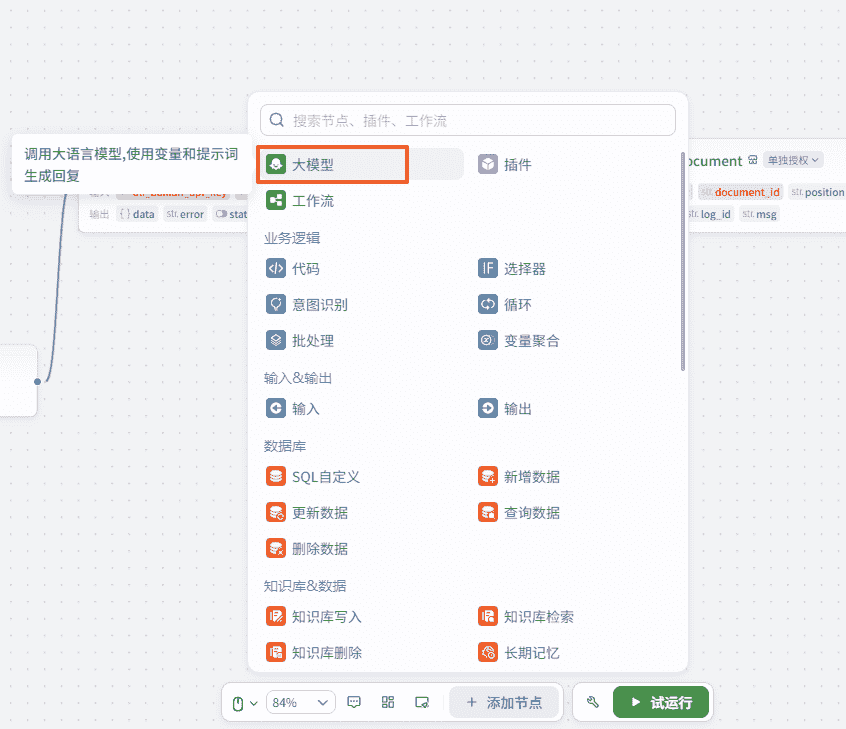 搜索节点、插件、工作流
调用大语言模型,使用变量和提示词
生成回复
大模型
插件
工作流
document
单独授权
document_id
str. position
输出
{ } data
str. error
stat
str. log_id
str. msg
业务逻辑
代码
IF 选择器
意图识别
循环
批处理
变量聚合
输入&输出
输入
输出
数据库
SQL自定义
新增数据
更新数据
查询数据
删除数据
知识库&数据
知识库写入
知识库检索
知识库删除
长期记忆
84%
+ 添加节点
试运行